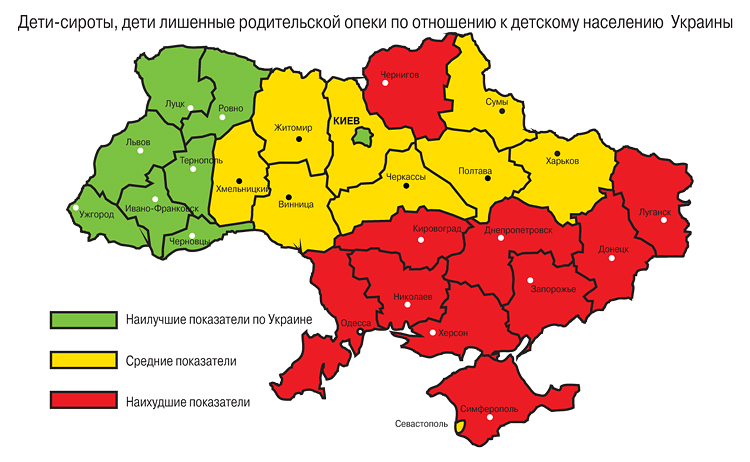 Дети-сироты, дети лишенные родительской опеки по отношению к детскому населению Украины
Чернигов
Луцк
Ровно
Сумы
КИЕВ
Житомир
Львов
Тернополь
Харьков
Хмельницкий
Черкассы
Полтава
Ужгород
Ивано-Франковск
Винница
Луганск
Черновцы
Кировоград
Днепропетровск
Донецк
Запорожье
Николаев
Наилучшие показатели по Украине
Одесса
Херсон
Средние показатели
Наихудшие показатели
Симферополь
Севастополь